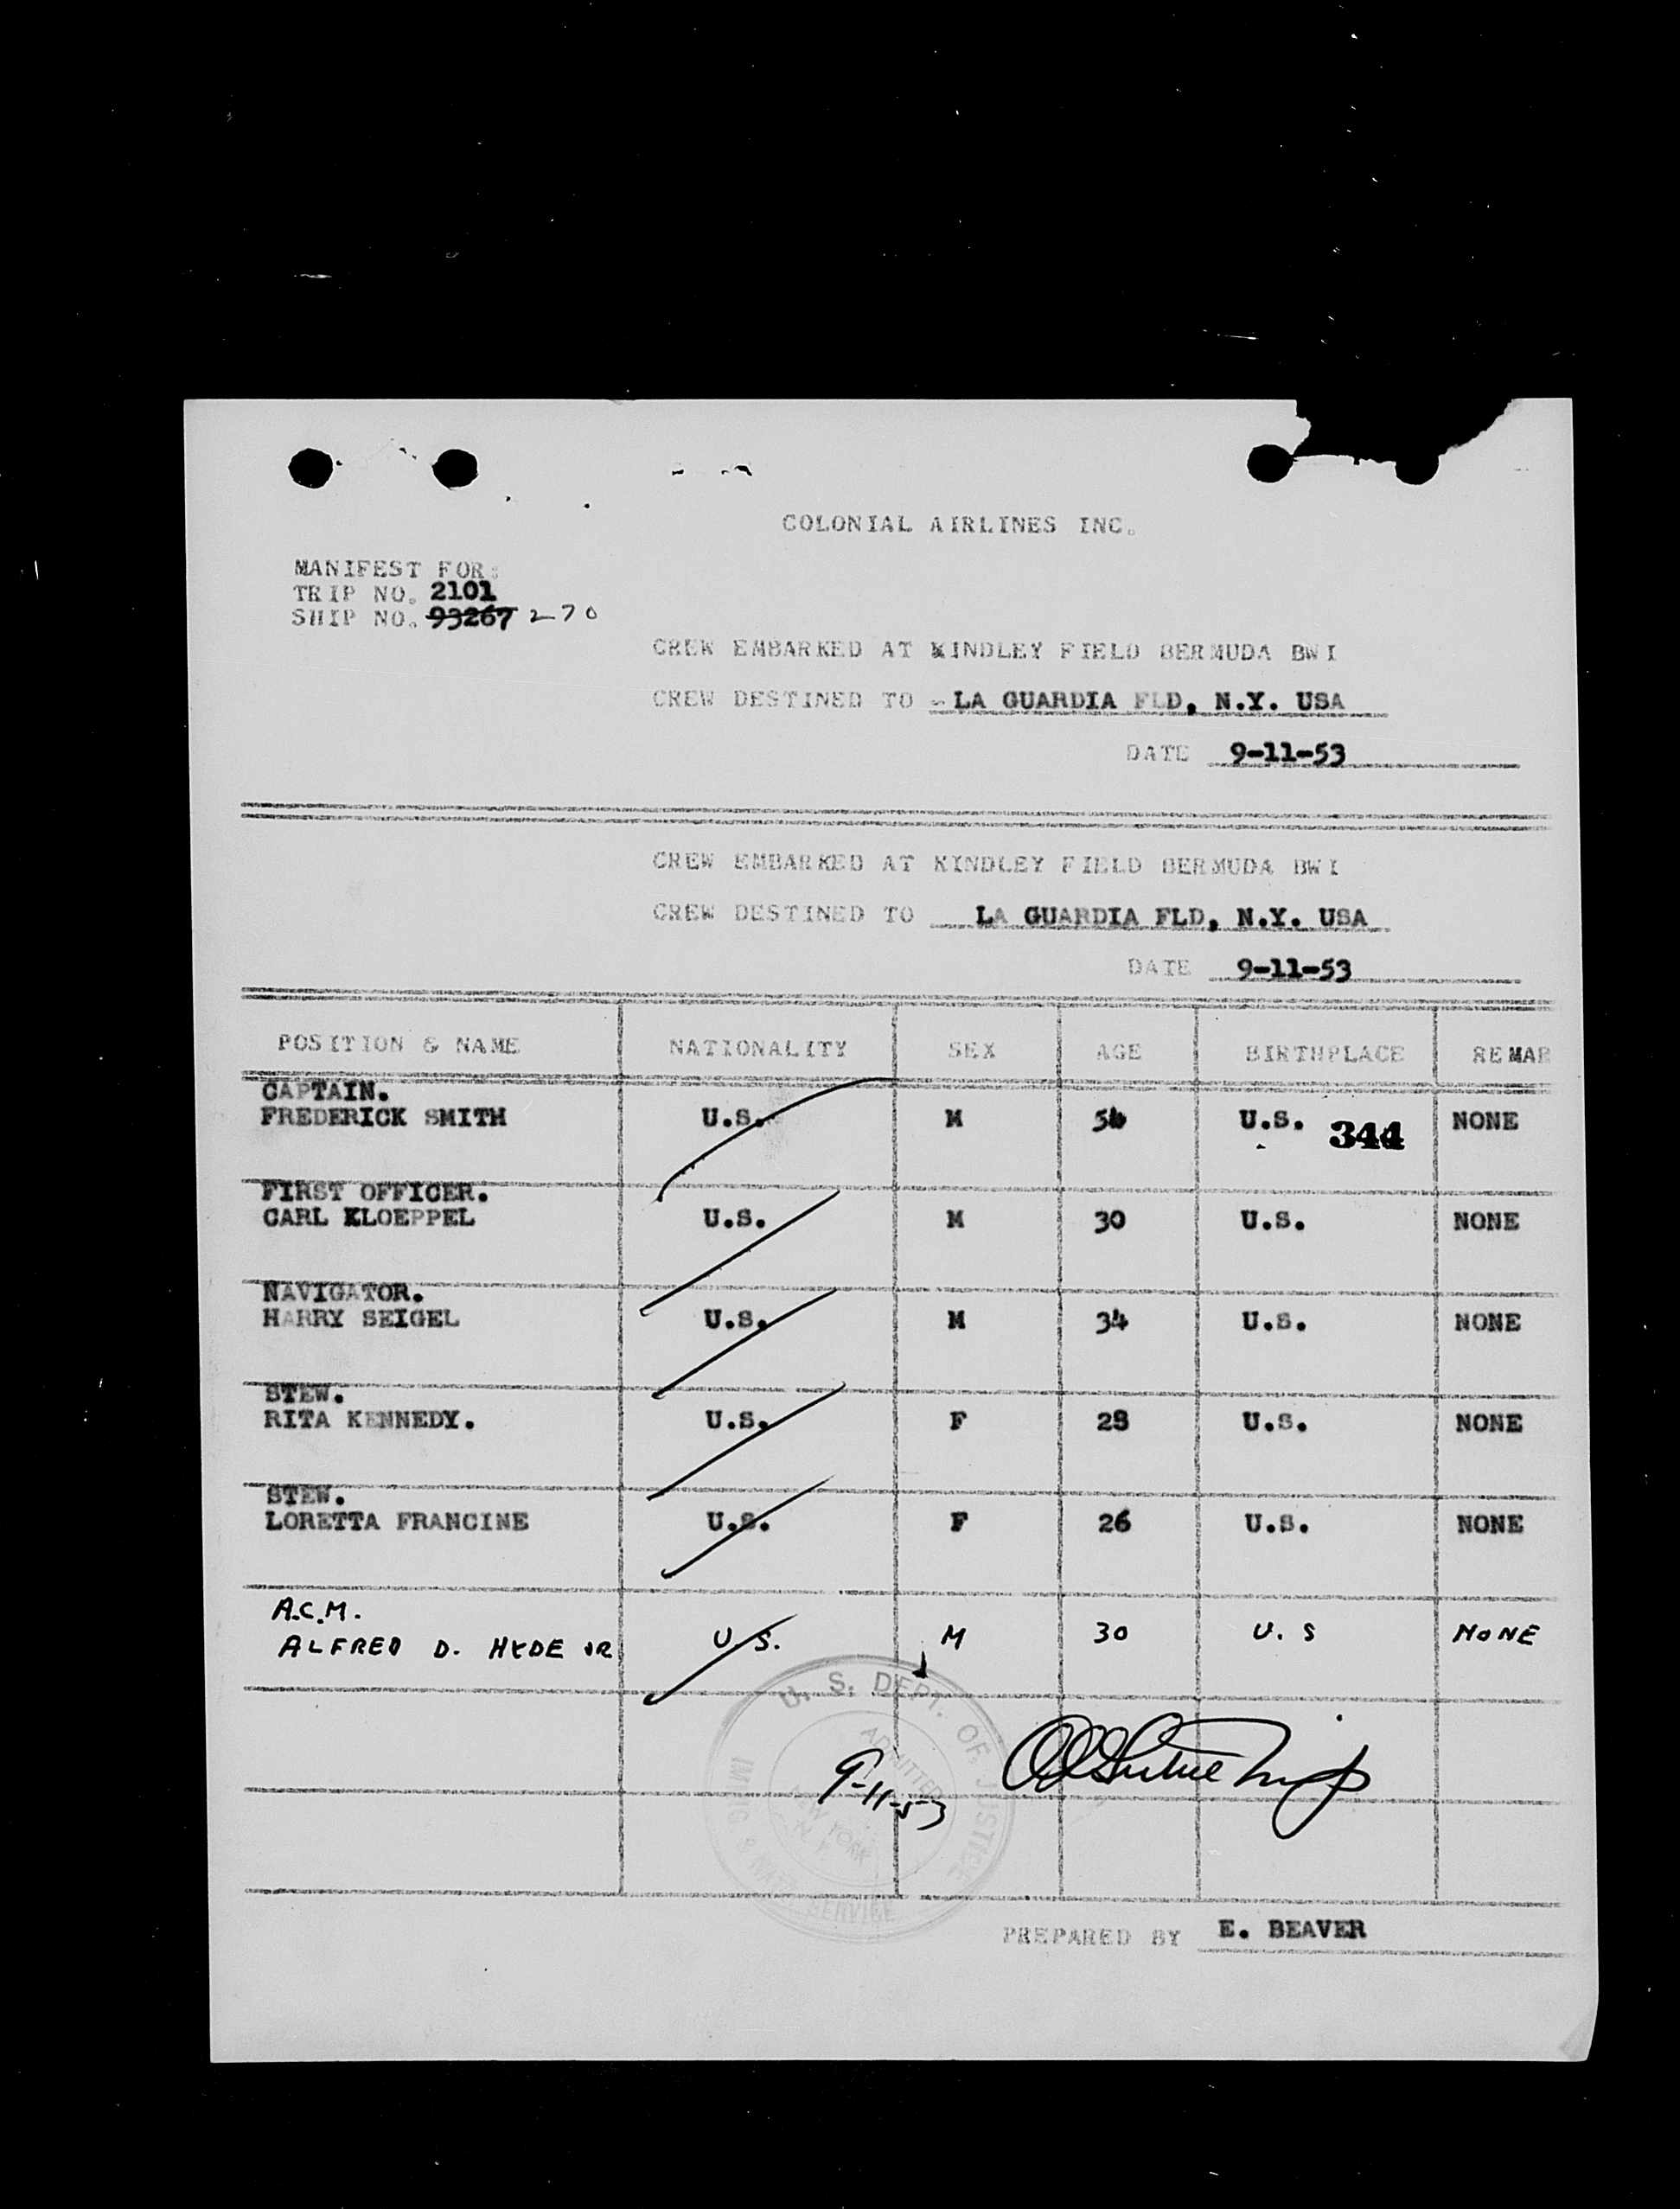 COLONIAL AIRLINES INC.
MANIFEST FOR:
TRIP NO. 2101
SHIP NO. 93267 270
CREW EMBARKED AT KINDLEY FIELD BERMUDA BWI
CREW DESTINED TO - LA GUARDIA FLD, N.Y. USA
DATE 9-11-53
CREW EMBARKED AT KINDLEY FIELD BERMUDA BWI
CREW DESTINED TO LA GUARDIA FLD, N.Y. USA
DATE 9-11-53
POSITION & NAME NATIONALITY SEX AGE BIRTHPLACE REMAR
CAPTAIN.
FREDERICK SMITH U.S. M U.S. 344 NONE
FIRST OFFICER.
CARL KLOEPPEL U.S. M 30 U.S. NONE
NAVIGATOR.
HARRY SEIGEL U.S. M 34 U.S. NONE
STEW.
RITA KENNEDY. U.S. F 28 U.S. NONE
STEW.
LORETTA FRANCINE U.S. F 26 U.S. NONE
A.C.M.
ALFRED D. HYDE JR U.S. M 30 U. S NONE
U. S. DEPT. OF JUSTICE
IMMIG & SERVICE
ADMITTED
NEW YORK
N. Y.
9-11-53
PREPARED BY E. BEAVER